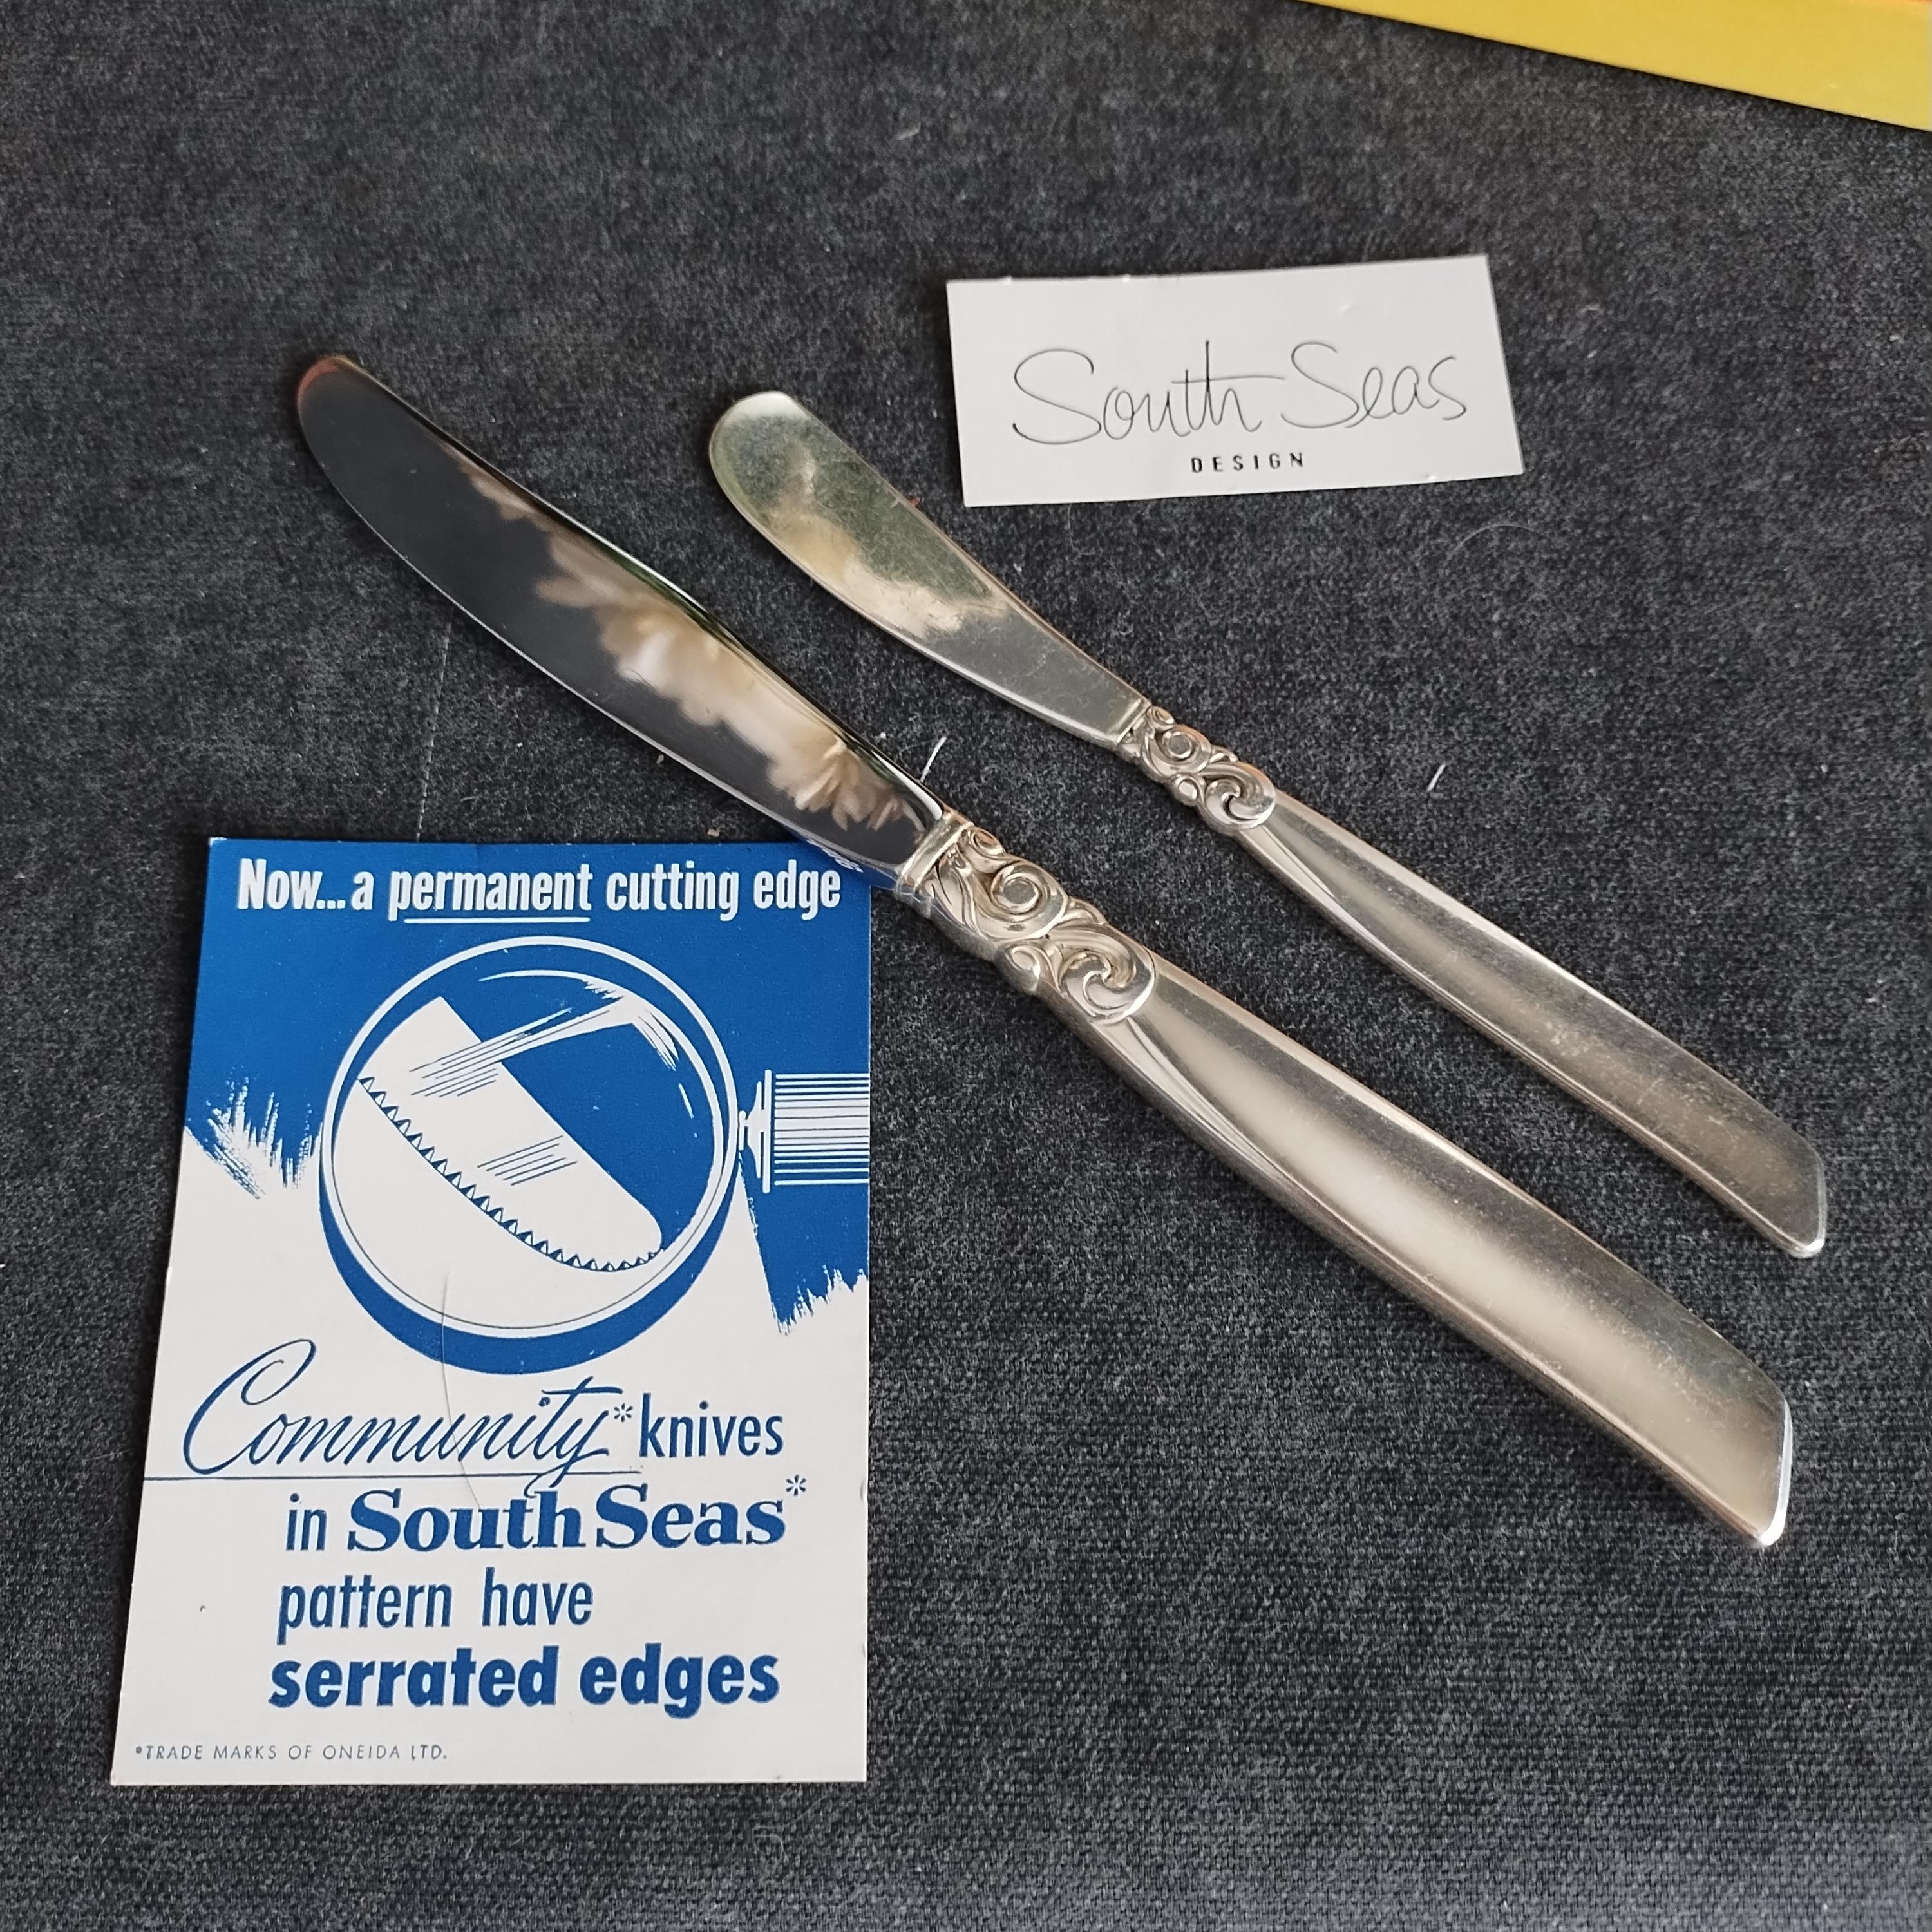 South Seas
DESIGN
Now...a permanent cutting edge
Community* knives
in South Seas*
pattern have
serrated edges
*TRADE MARKS OF ONEIDA LTD.